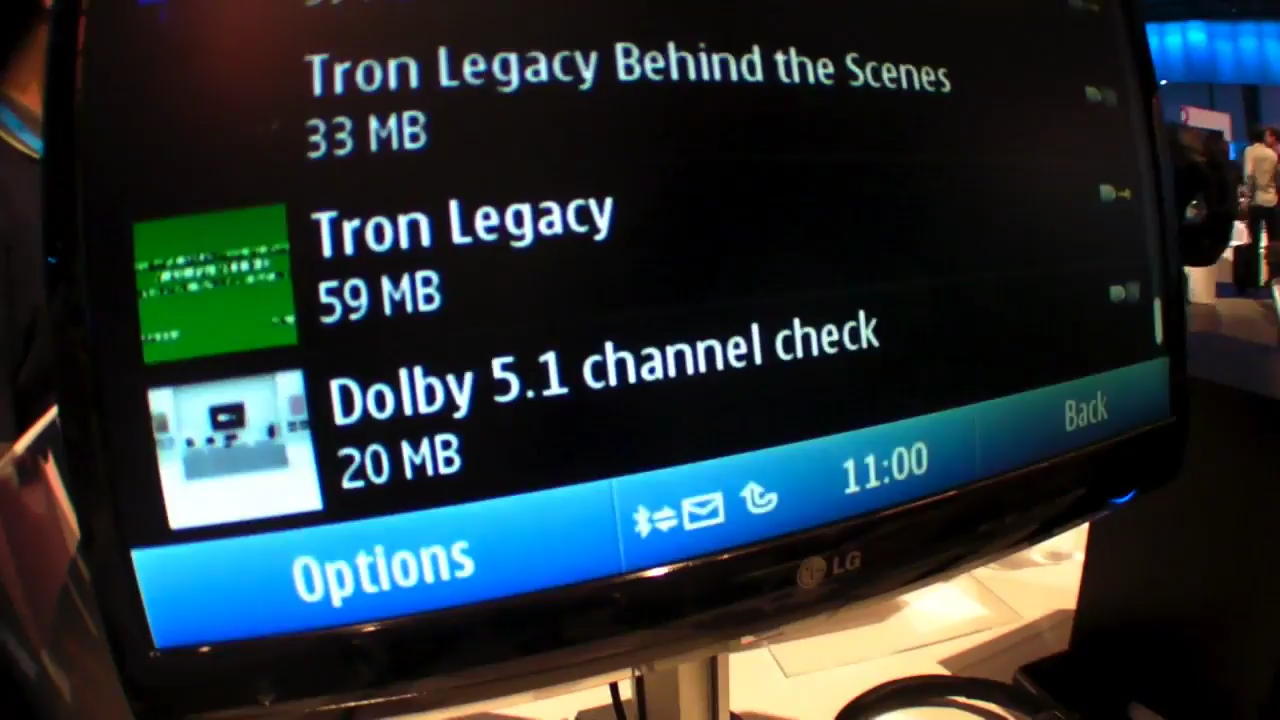 Tron Legacy Behind the Scenes
33 MB
Tron Legacy
59 MB
Dolby 5.1 channel check
20 MB
Options
11:00
Back
LG